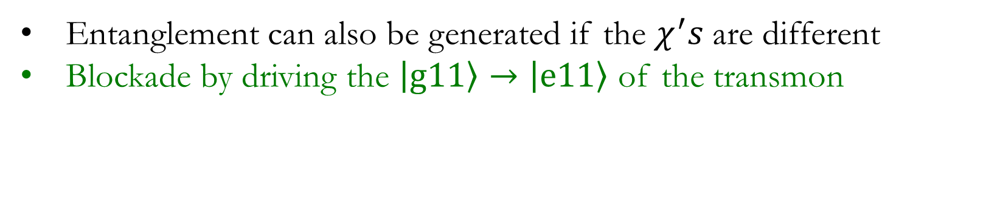 • Entanglement can also be generated if the χ′s are different
• Blockade by driving the |g11⟩ → |e11⟩ of the transmon